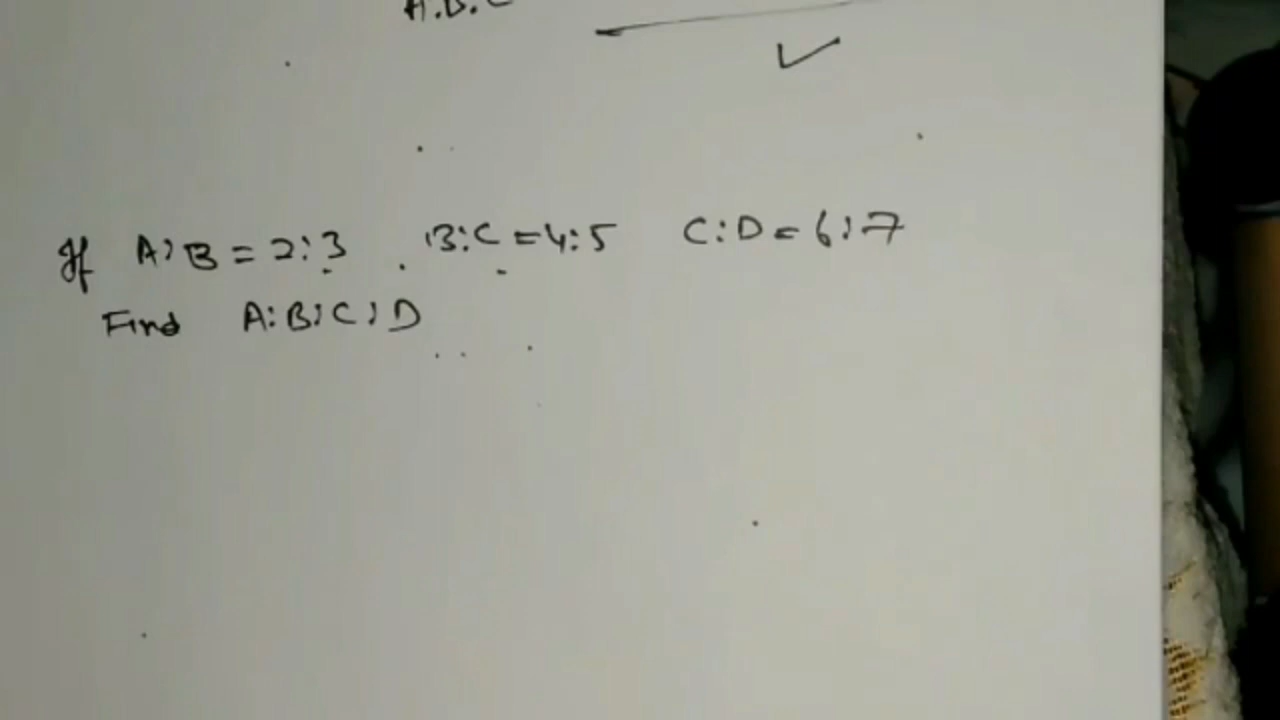 A.B.C
If A:B = 2:3 B:C = 4:5 C:D = 6:7
Find A:B:C:D